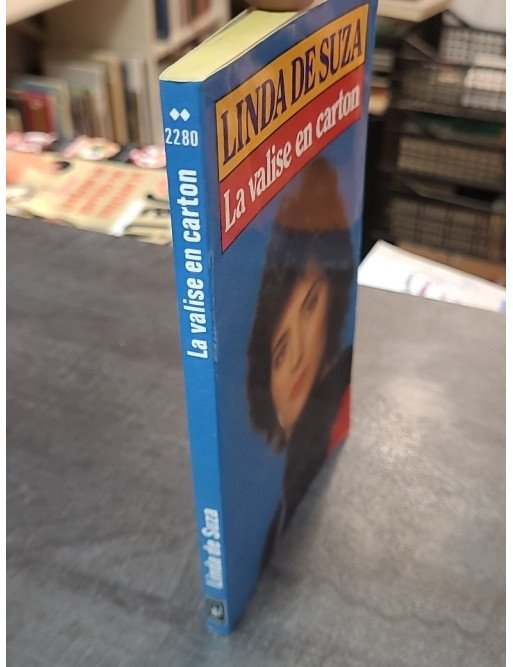 LINDA DE SUZA
La valise en carton
◆◆
2280
La valise en carton
Linda de Suza